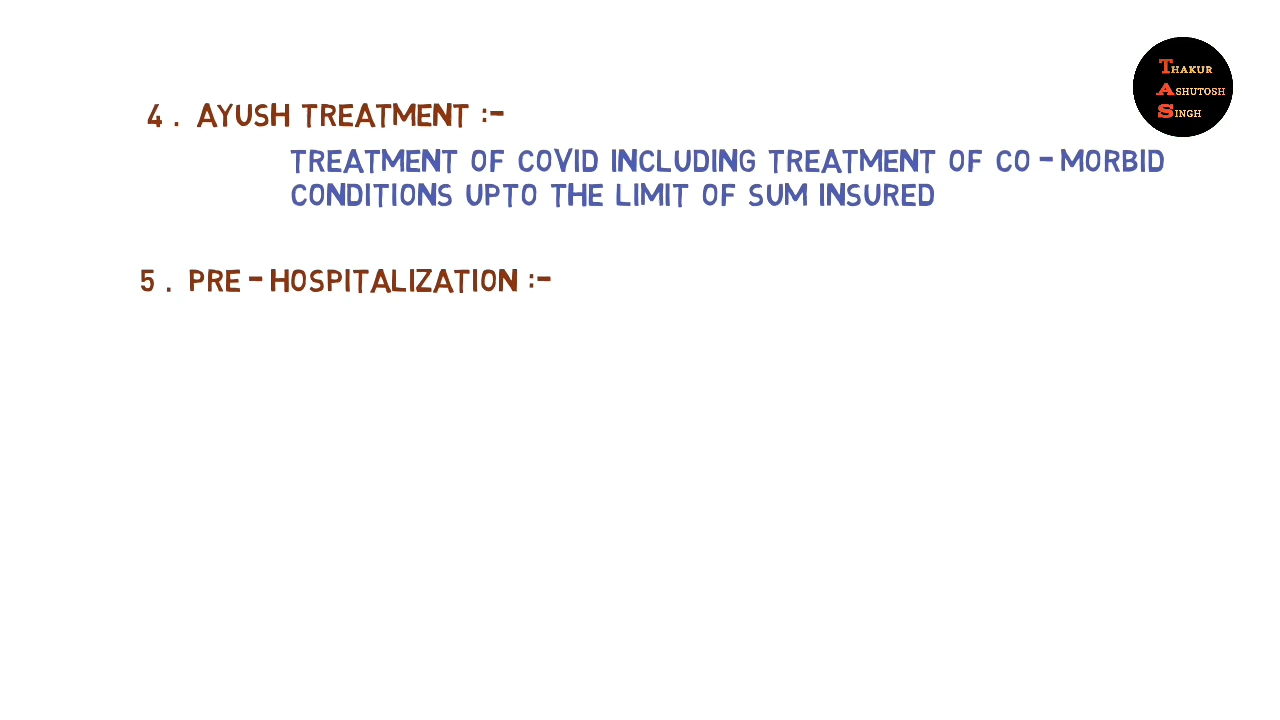 THAKUR
ASHUTOSH
SINGH
4 . AYUSH TREATMENT :-
TREATMENT OF COVID INCLUDING TREATMENT OF CO - MORBID
CONDITIONS UPTO THE LIMIT OF SUM INSURED
5 . PRE - HOSPITALIZATION :-